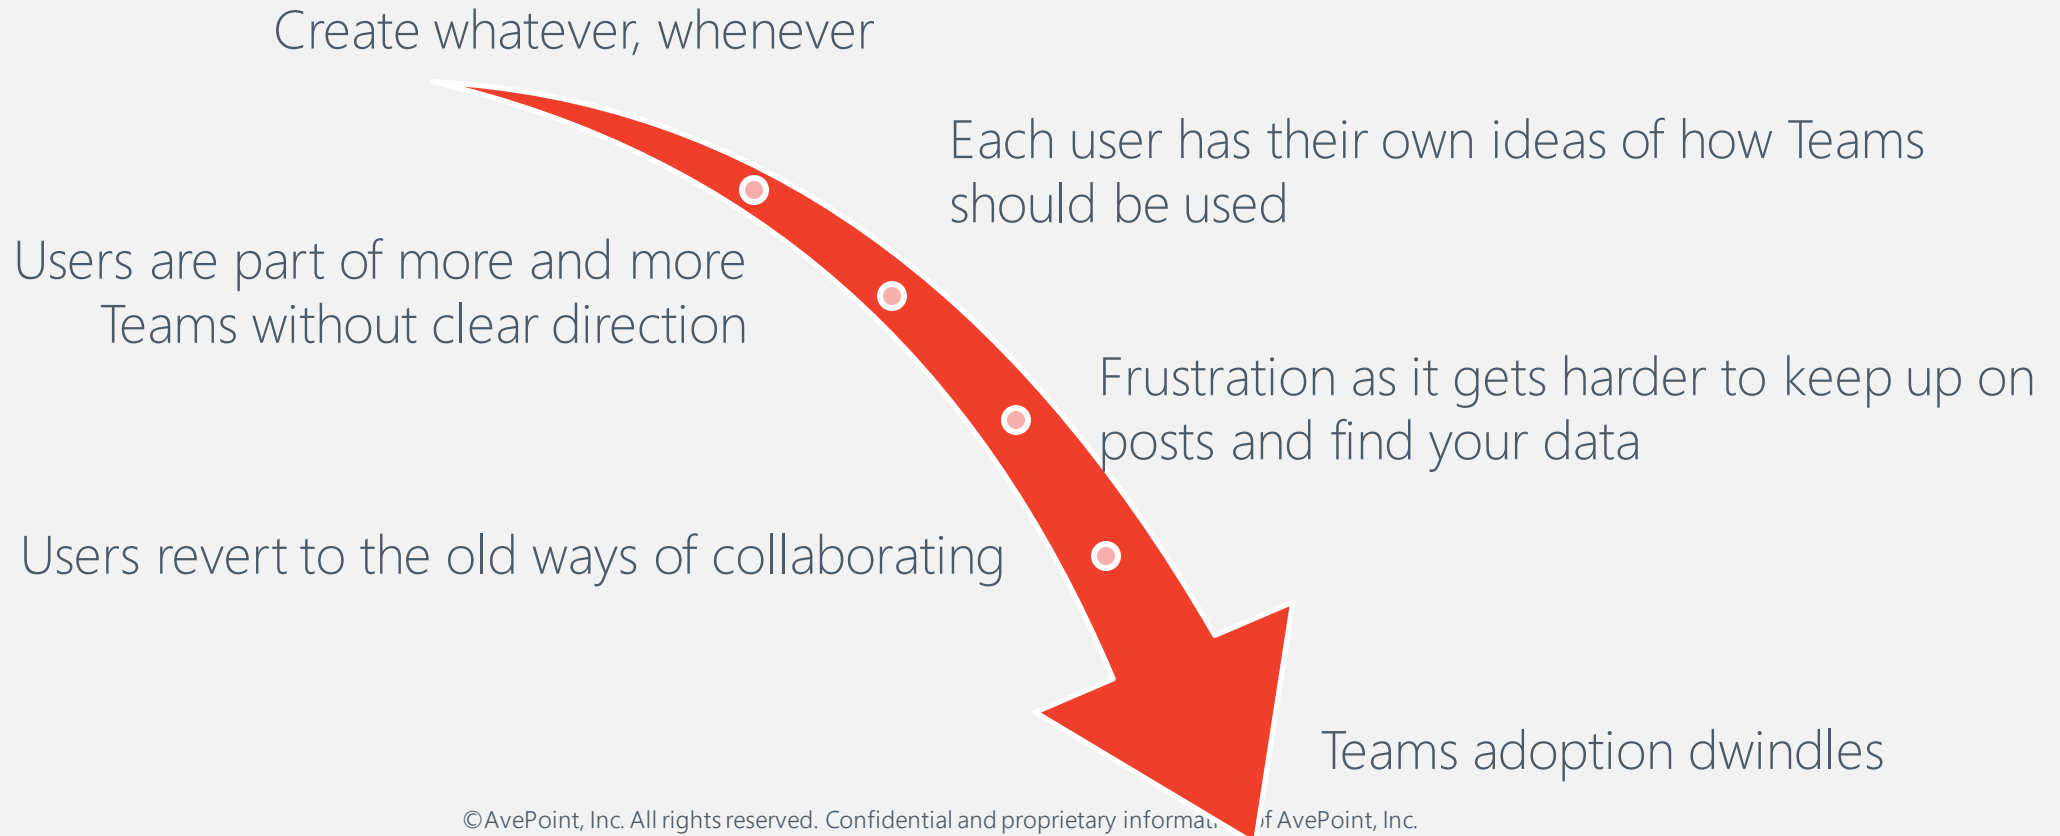 Create whatever, whenever
Each user has their own ideas of how Teams
should be used
Users are part of more and more
Teams without clear direction
Frustration as it gets harder to keep up on
posts and find your data
Users revert to the old ways of collaborating
Teams adoption dwindles
©AvePoint, Inc. All rights reserved. Confidential and proprietary information of AvePoint, Inc.